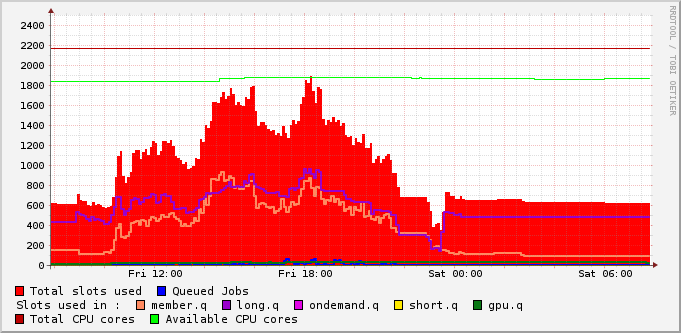 RRDTOOL / TOBI OETIKER
2400
2200
2000
1800
1600
1400
1200
1000
800
600
400
200
0
Fri 12:00 Fri 18:00 Sat 00:00 Sat 06:00
Total slots used Queued Jobs
Slots used in : member.q long.q ondemand.q short.q gpu.q
Total CPU cores Available CPU cores